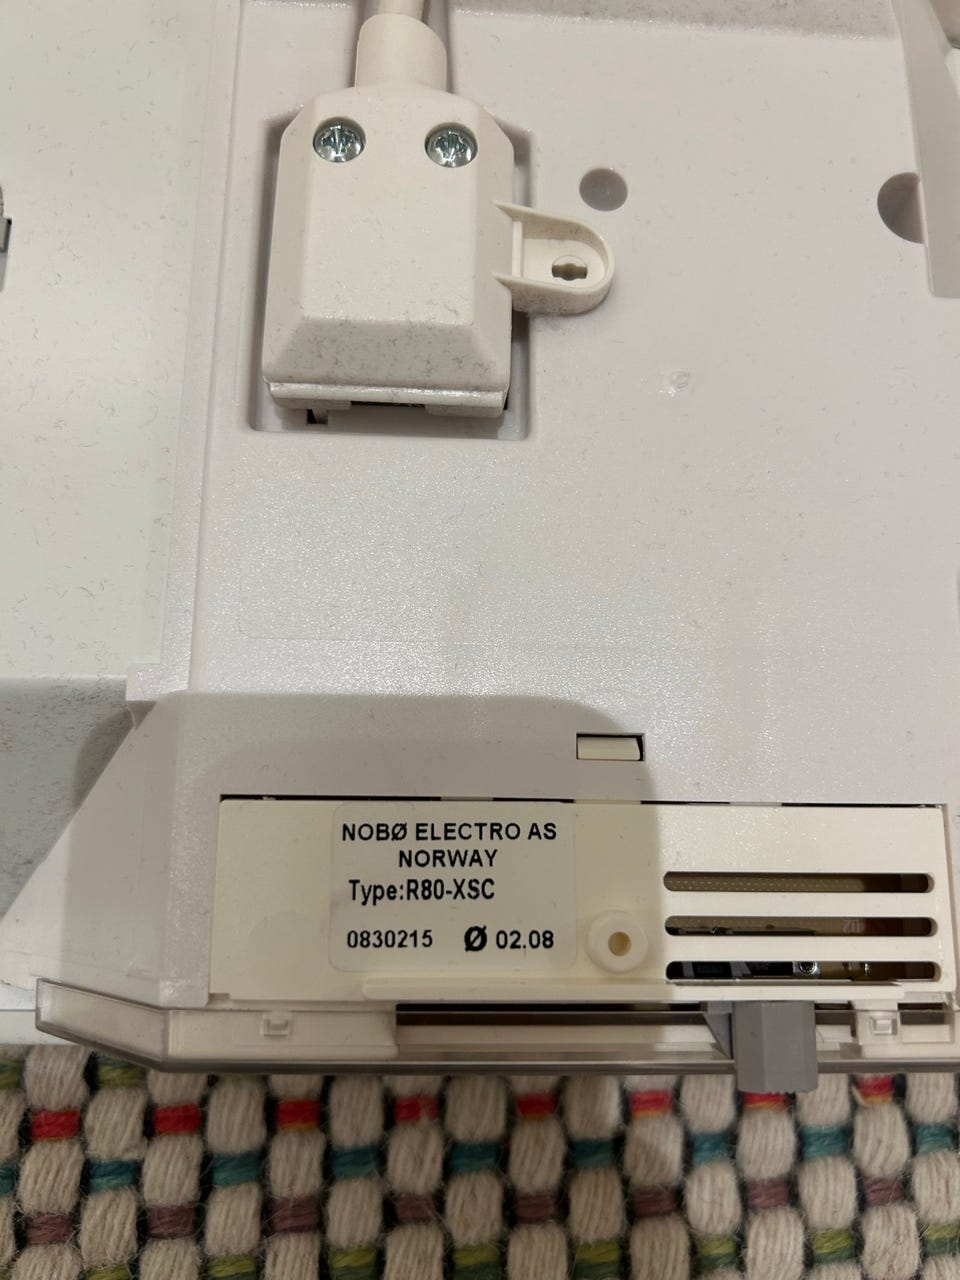 NOBØ ELECTRO AS
NORWAY
Type:R80-XSC
0830215 Ø 02.08